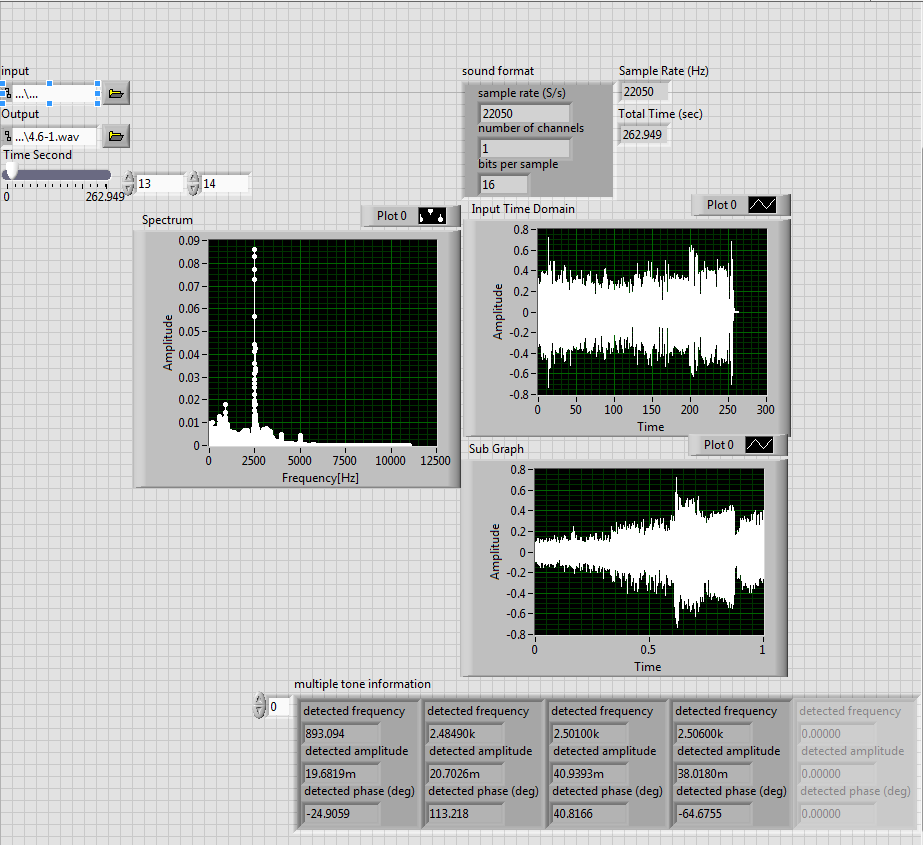 input
...\...
Output
...\4.6-1.wav
Time Second
0 262.949
13 14
sound format
sample rate (S/s)
22050
number of channels
1
bits per sample
16
Sample Rate (Hz)
22050
Total Time (sec)
262.949
Spectrum
Plot 0
0.09
0.08
0.07
0.06
0.05
0.04
0.03
0.02
0.01
0
Amplitude
0 2500 5000 7500 10000 12500
Frequency[Hz]
Input Time Domain
Plot 0
0.8
0.6
0.4
0.2
0
-0.2
-0.4
-0.6
-0.8
Amplitude
0 50 100 150 200 250 300
Time
Sub Graph
Plot 0
0.8
0.6
0.4
0.2
0
-0.2
-0.4
-0.6
-0.8
Amplitude
0 0.5 1
Time
multiple tone information
0
detected frequency
893.094
detected amplitude
19.6819m
detected phase (deg)
-24.9059
detected frequency
2.48490k
detected amplitude
20.7026m
detected phase (deg)
113.218
detected frequency
2.50100k
detected amplitude
40.9393m
detected phase (deg)
40.8166
detected frequency
2.50600k
detected amplitude
38.0180m
detected phase (deg)
-64.6755
detected frequency
0.00000
detected amplitude
0.00000
detected phase (deg)
0.00000